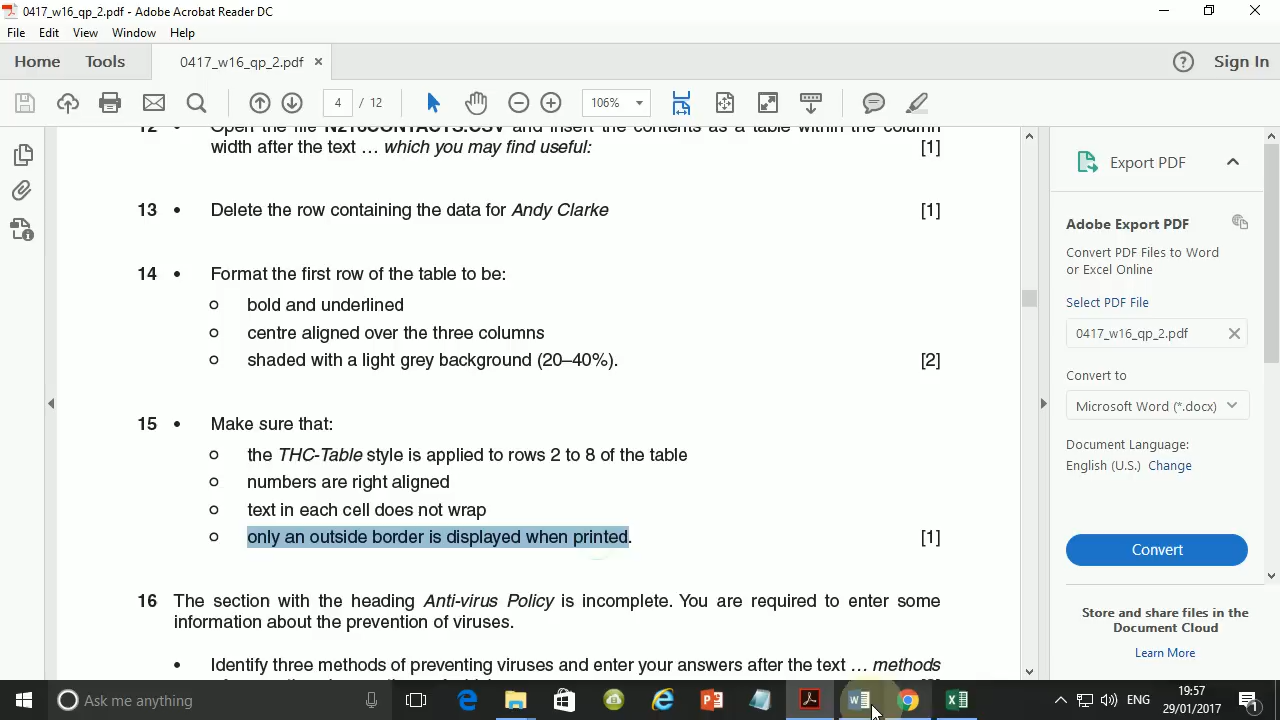 0417_w16_qp_2.pdf - Adobe Acrobat Reader DC
File Edit View Window Help
Home Tools 0417_w16_qp_2.pdf × Sign In
4 / 12 106%
12 • Open the file N216CONTACTS.CSV and insert the contents as a table within the column
width after the text … which you may find useful: [1]
13 • Delete the row containing the data for Andy Clarke [1]
14 • Format the first row of the table to be:
bold and underlined
centre aligned over the three columns
shaded with a light grey background (20–40%). [2]
15 • Make sure that:
the THC-Table style is applied to rows 2 to 8 of the table
numbers are right aligned
text in each cell does not wrap
only an outside border is displayed when printed. [1]
16 The section with the heading Anti-virus Policy is incomplete. You are required to enter some
information about the prevention of viruses.
• Identify three methods of preventing viruses and enter your answers after the text … methods
Export PDF
Adobe Export PDF
Convert PDF Files to Word
or Excel Online
Select PDF File
0417_w16_qp_2.pdf
Convert to
Microsoft Word (*.docx)
Document Language:
English (U.S.) Change
Convert
Store and share files in the
Document Cloud
Learn More
Ask me anything
ENG
19:57
29/01/2017
1